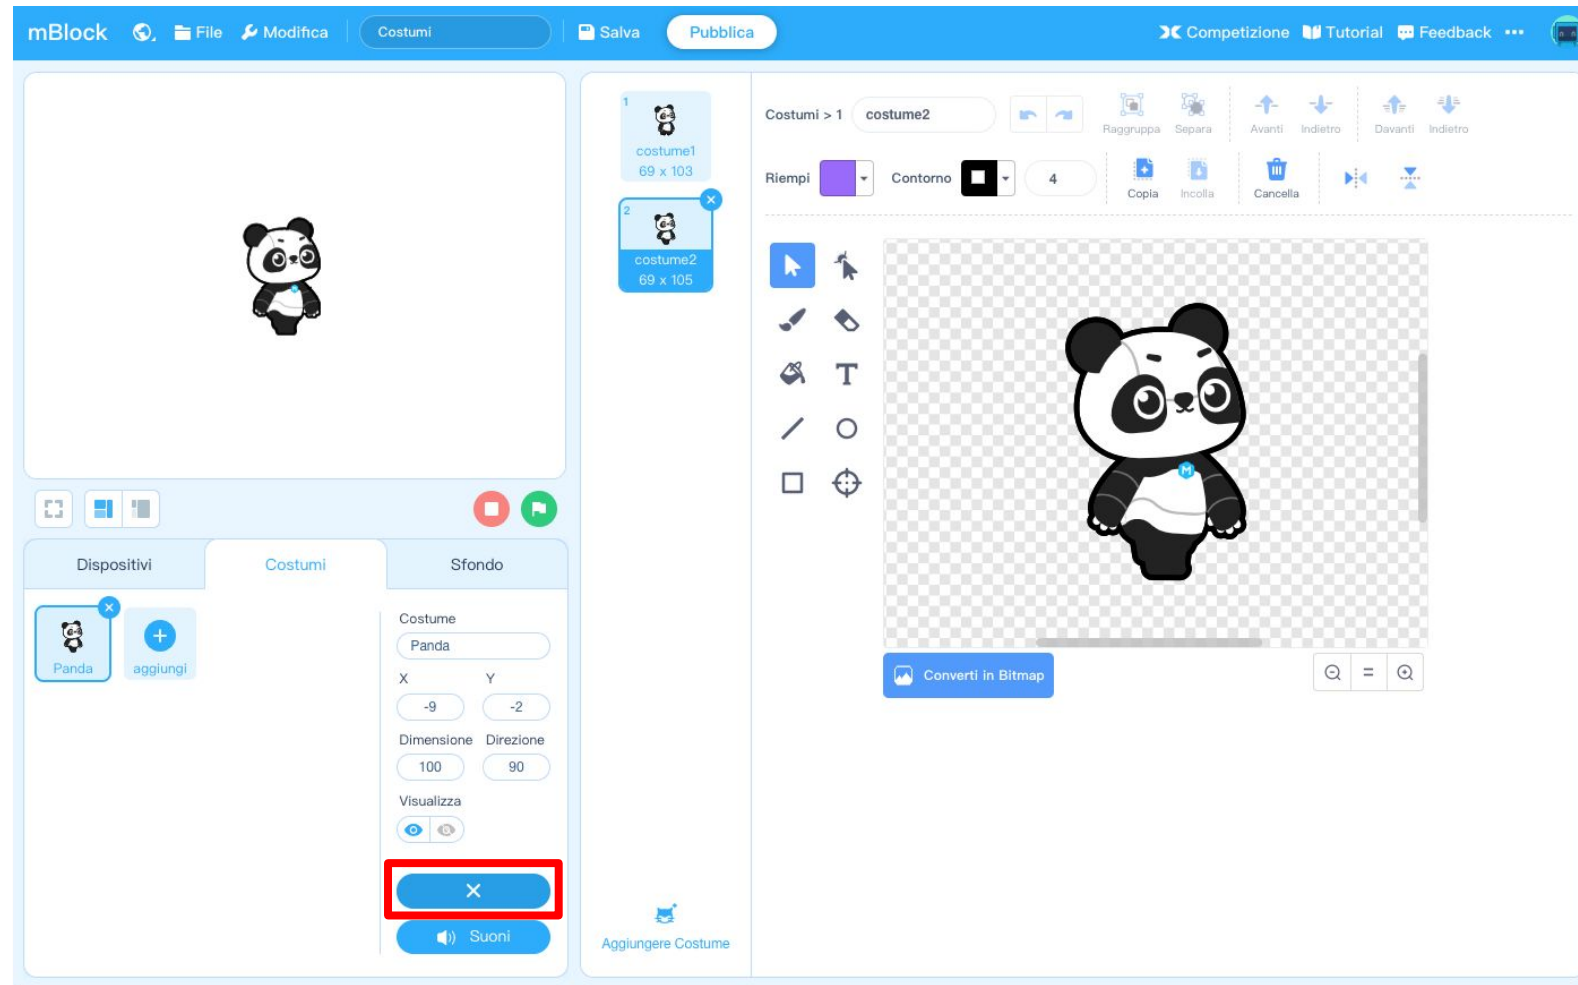 mBlock File Modifica Costumi Salva Pubblica Competizione Tutorial Feedback
1
costume1
69 x 103
2
costume2
69 x 105
Aggiungere Costume
Costumi > 1 costume2
Raggruppa Separa Avanti Indietro Davanti Indietro
Riempi Contorno 4
Copia Incolla Cancella
T
M
Converti in Bitmap
Dispositivi Costumi Sfondo
Panda aggiungi
Costume
Panda
X Y
-9 -2
Dimensione Direzione
100 90
Visualizza
Suoni